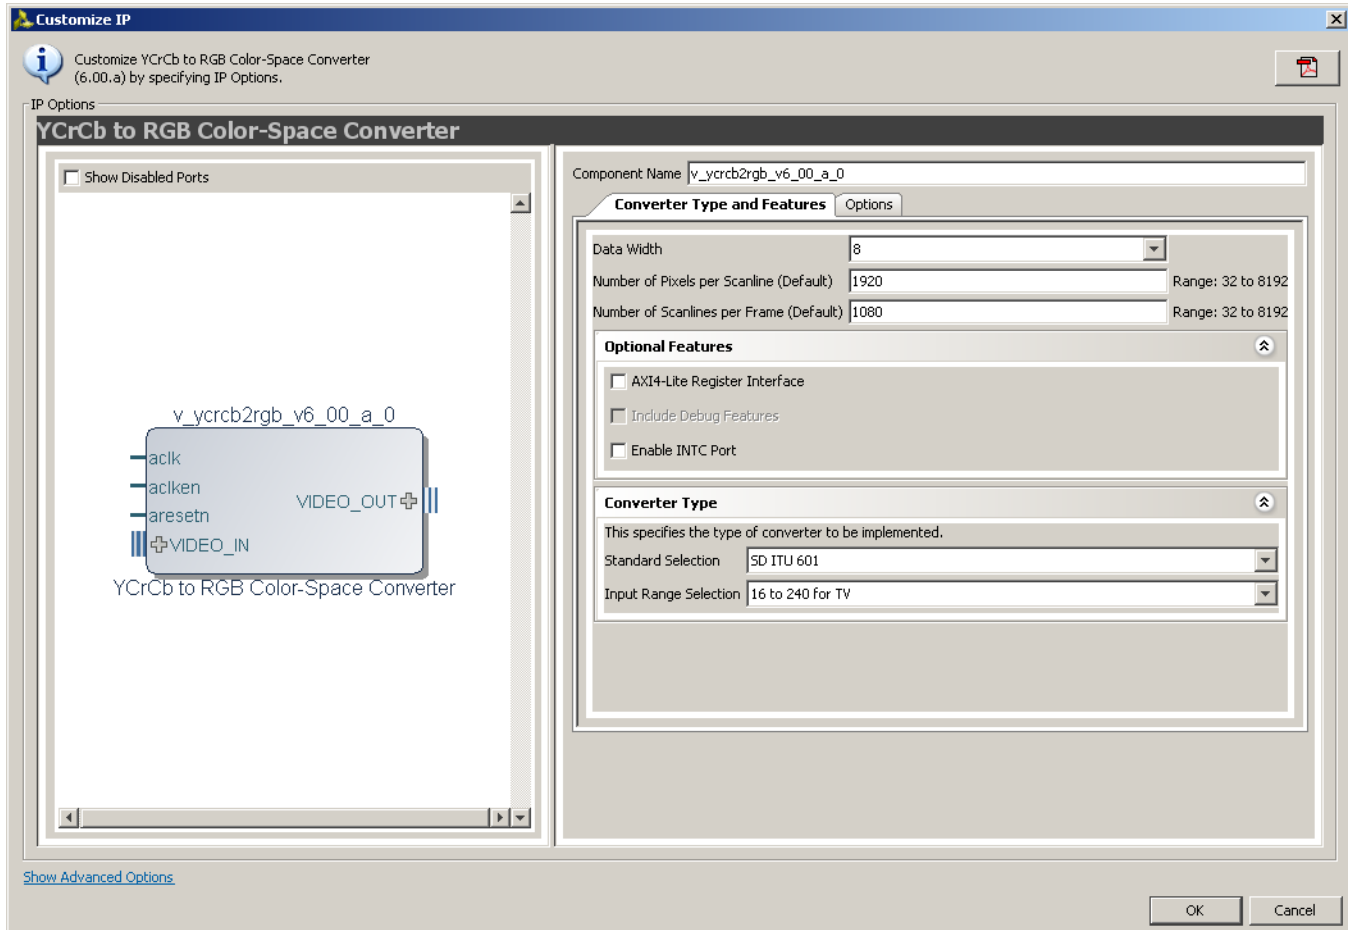 Customize IP
Customize YCrCb to RGB Color-Space Converter
(6.00.a) by specifying IP Options.
IP Options
YCrCb to RGB Color-Space Converter
Show Disabled Ports
v_ycrcb2rgb_v6_00_a_0
aclk
aclken
aresetn
VIDEO_IN
VIDEO_OUT
YCrCb to RGB Color-Space Converter
Component Name v_ycrcb2rgb_v6_00_a_0
Converter Type and Features Options
Data Width 8
Number of Pixels per Scanline (Default) 1920 Range: 32 to 8192
Number of Scanlines per Frame (Default) 1080 Range: 32 to 8192
Optional Features
AXI4-Lite Register Interface
Include Debug Features
Enable INTC Port
Converter Type
This specifies the type of converter to be implemented.
Standard Selection SD ITU 601
Input Range Selection 16 to 240 for TV
Show Advanced Options
OK Cancel